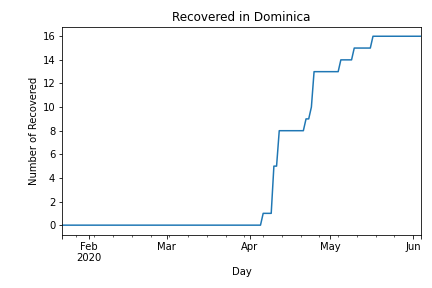 Recovered in Dominica
16
14
12
10
8
6
4
2
0
Number of Recovered
Feb
2020
Mar
Apr
May
Jun
Day